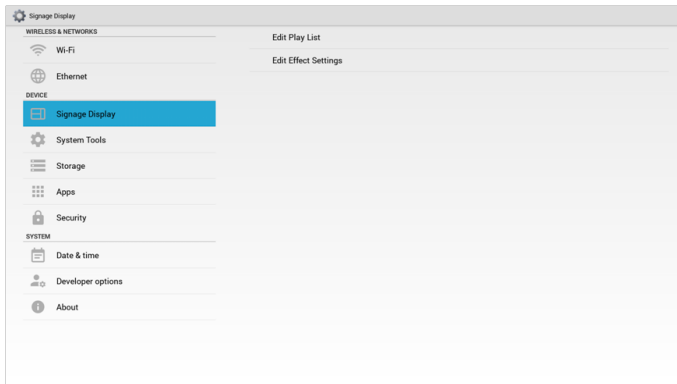 Signage Display
WIRELESS & NETWORKS
Wi-Fi
Ethernet
DEVICE
Signage Display
System Tools
Storage
Apps
Security
SYSTEM
Date & time
Developer options
About
Edit Play List
Edit Effect Settings